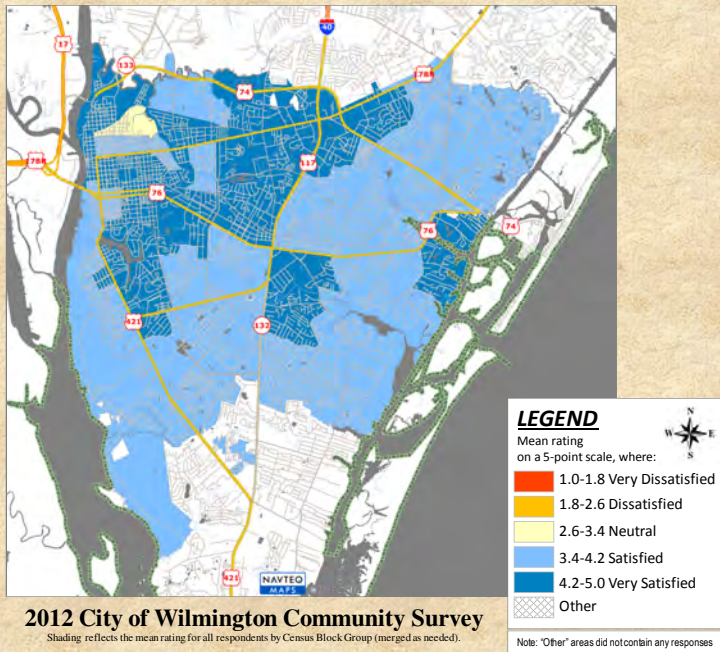 40
17
133
74
178R
117
178R
76
76
74
421
132
421
NAVTEQ
MAPS
LEGEND
N
W E
S
Mean rating
on a 5-point scale, where:
1.0-1.8 Very Dissatisfied
1.8-2.6 Dissatisfied
2.6-3.4 Neutral
3.4-4.2 Satisfied
4.2-5.0 Very Satisfied
Other
2012 City of Wilmington Community Survey
Shading reflects the mean rating for all respondents by Census Block Group (merged as needed).
Note: "Other" areas did not contain any responses